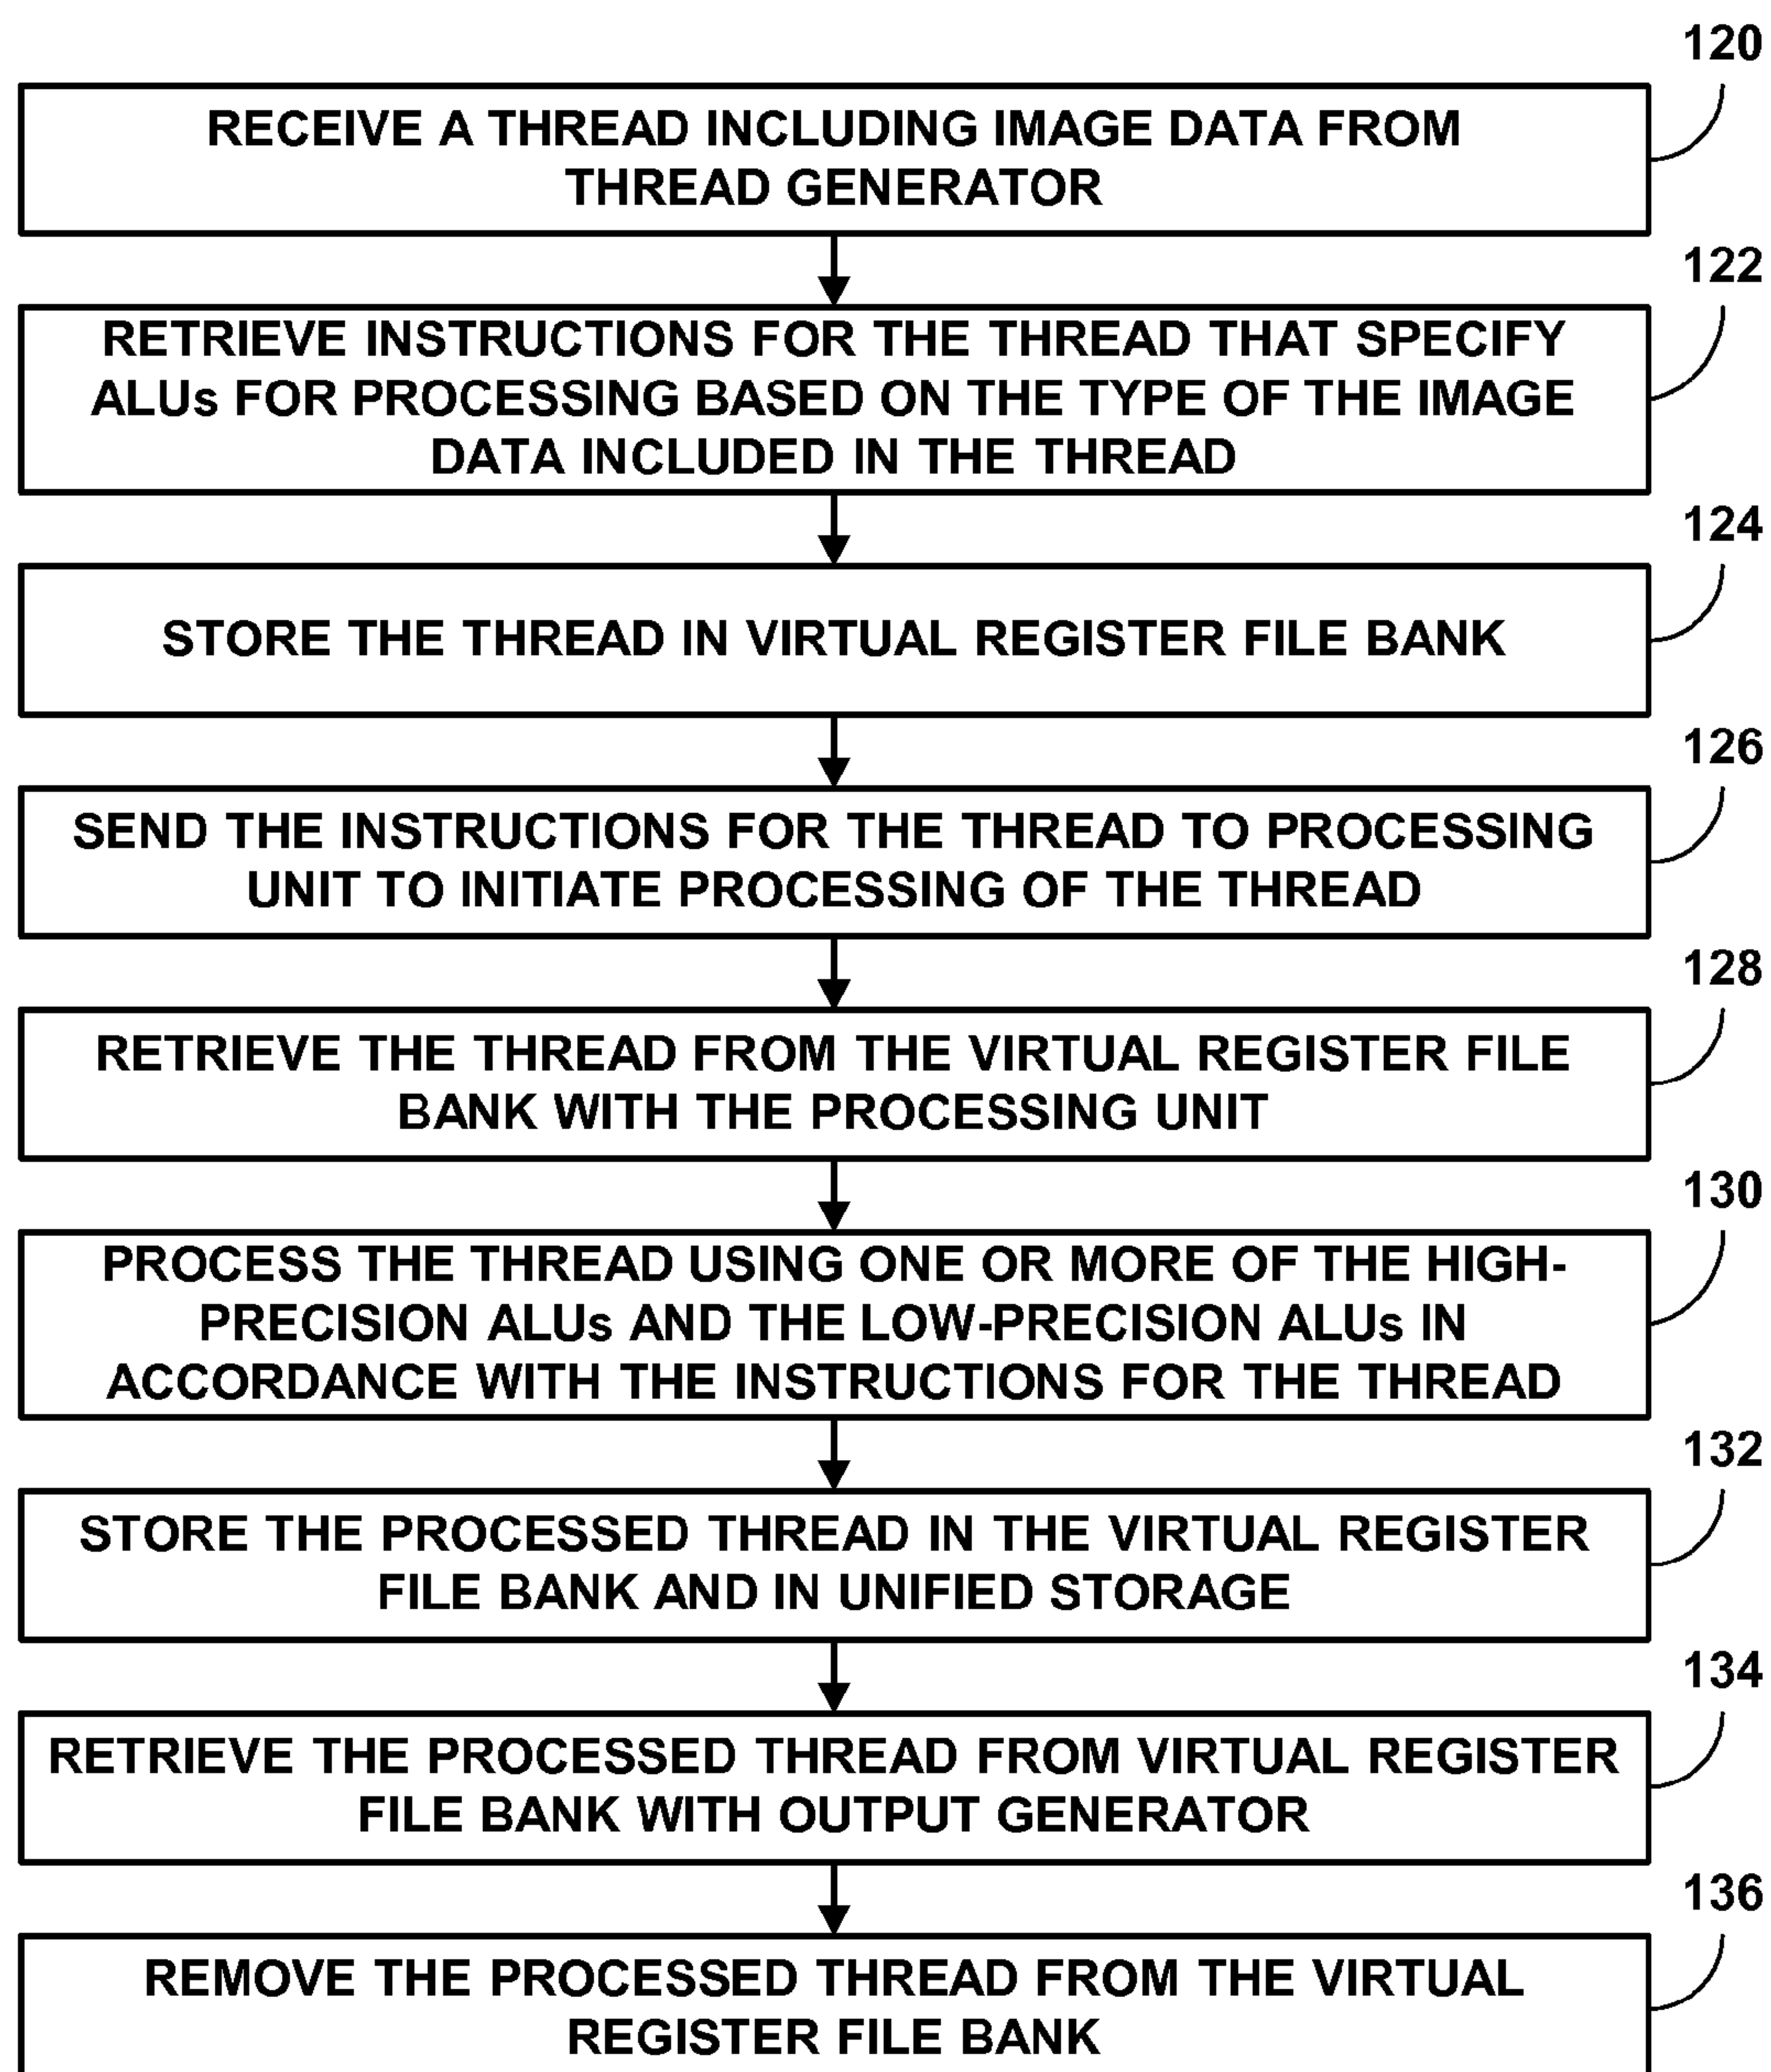 120
RECEIVE A THREAD INCLUDING IMAGE DATA FROM
THREAD GENERATOR
122
RETRIEVE INSTRUCTIONS FOR THE THREAD THAT SPECIFY
ALUs FOR PROCESSING BASED ON THE TYPE OF THE IMAGE
DATA INCLUDED IN THE THREAD
124
STORE THE THREAD IN VIRTUAL REGISTER FILE BANK
126
SEND THE INSTRUCTIONS FOR THE THREAD TO PROCESSING
UNIT TO INITIATE PROCESSING OF THE THREAD
128
RETRIEVE THE THREAD FROM THE VIRTUAL REGISTER FILE
BANK WITH THE PROCESSING UNIT
130
PROCESS THE THREAD USING ONE OR MORE OF THE HIGH-
PRECISION ALUs AND THE LOW-PRECISION ALUs IN
ACCORDANCE WITH THE INSTRUCTIONS FOR THE THREAD
132
STORE THE PROCESSED THREAD IN THE VIRTUAL REGISTER
FILE BANK AND IN UNIFIED STORAGE
134
RETRIEVE THE PROCESSED THREAD FROM VIRTUAL REGISTER
FILE BANK WITH OUTPUT GENERATOR
136
REMOVE THE PROCESSED THREAD FROM THE VIRTUAL
REGISTER FILE BANK